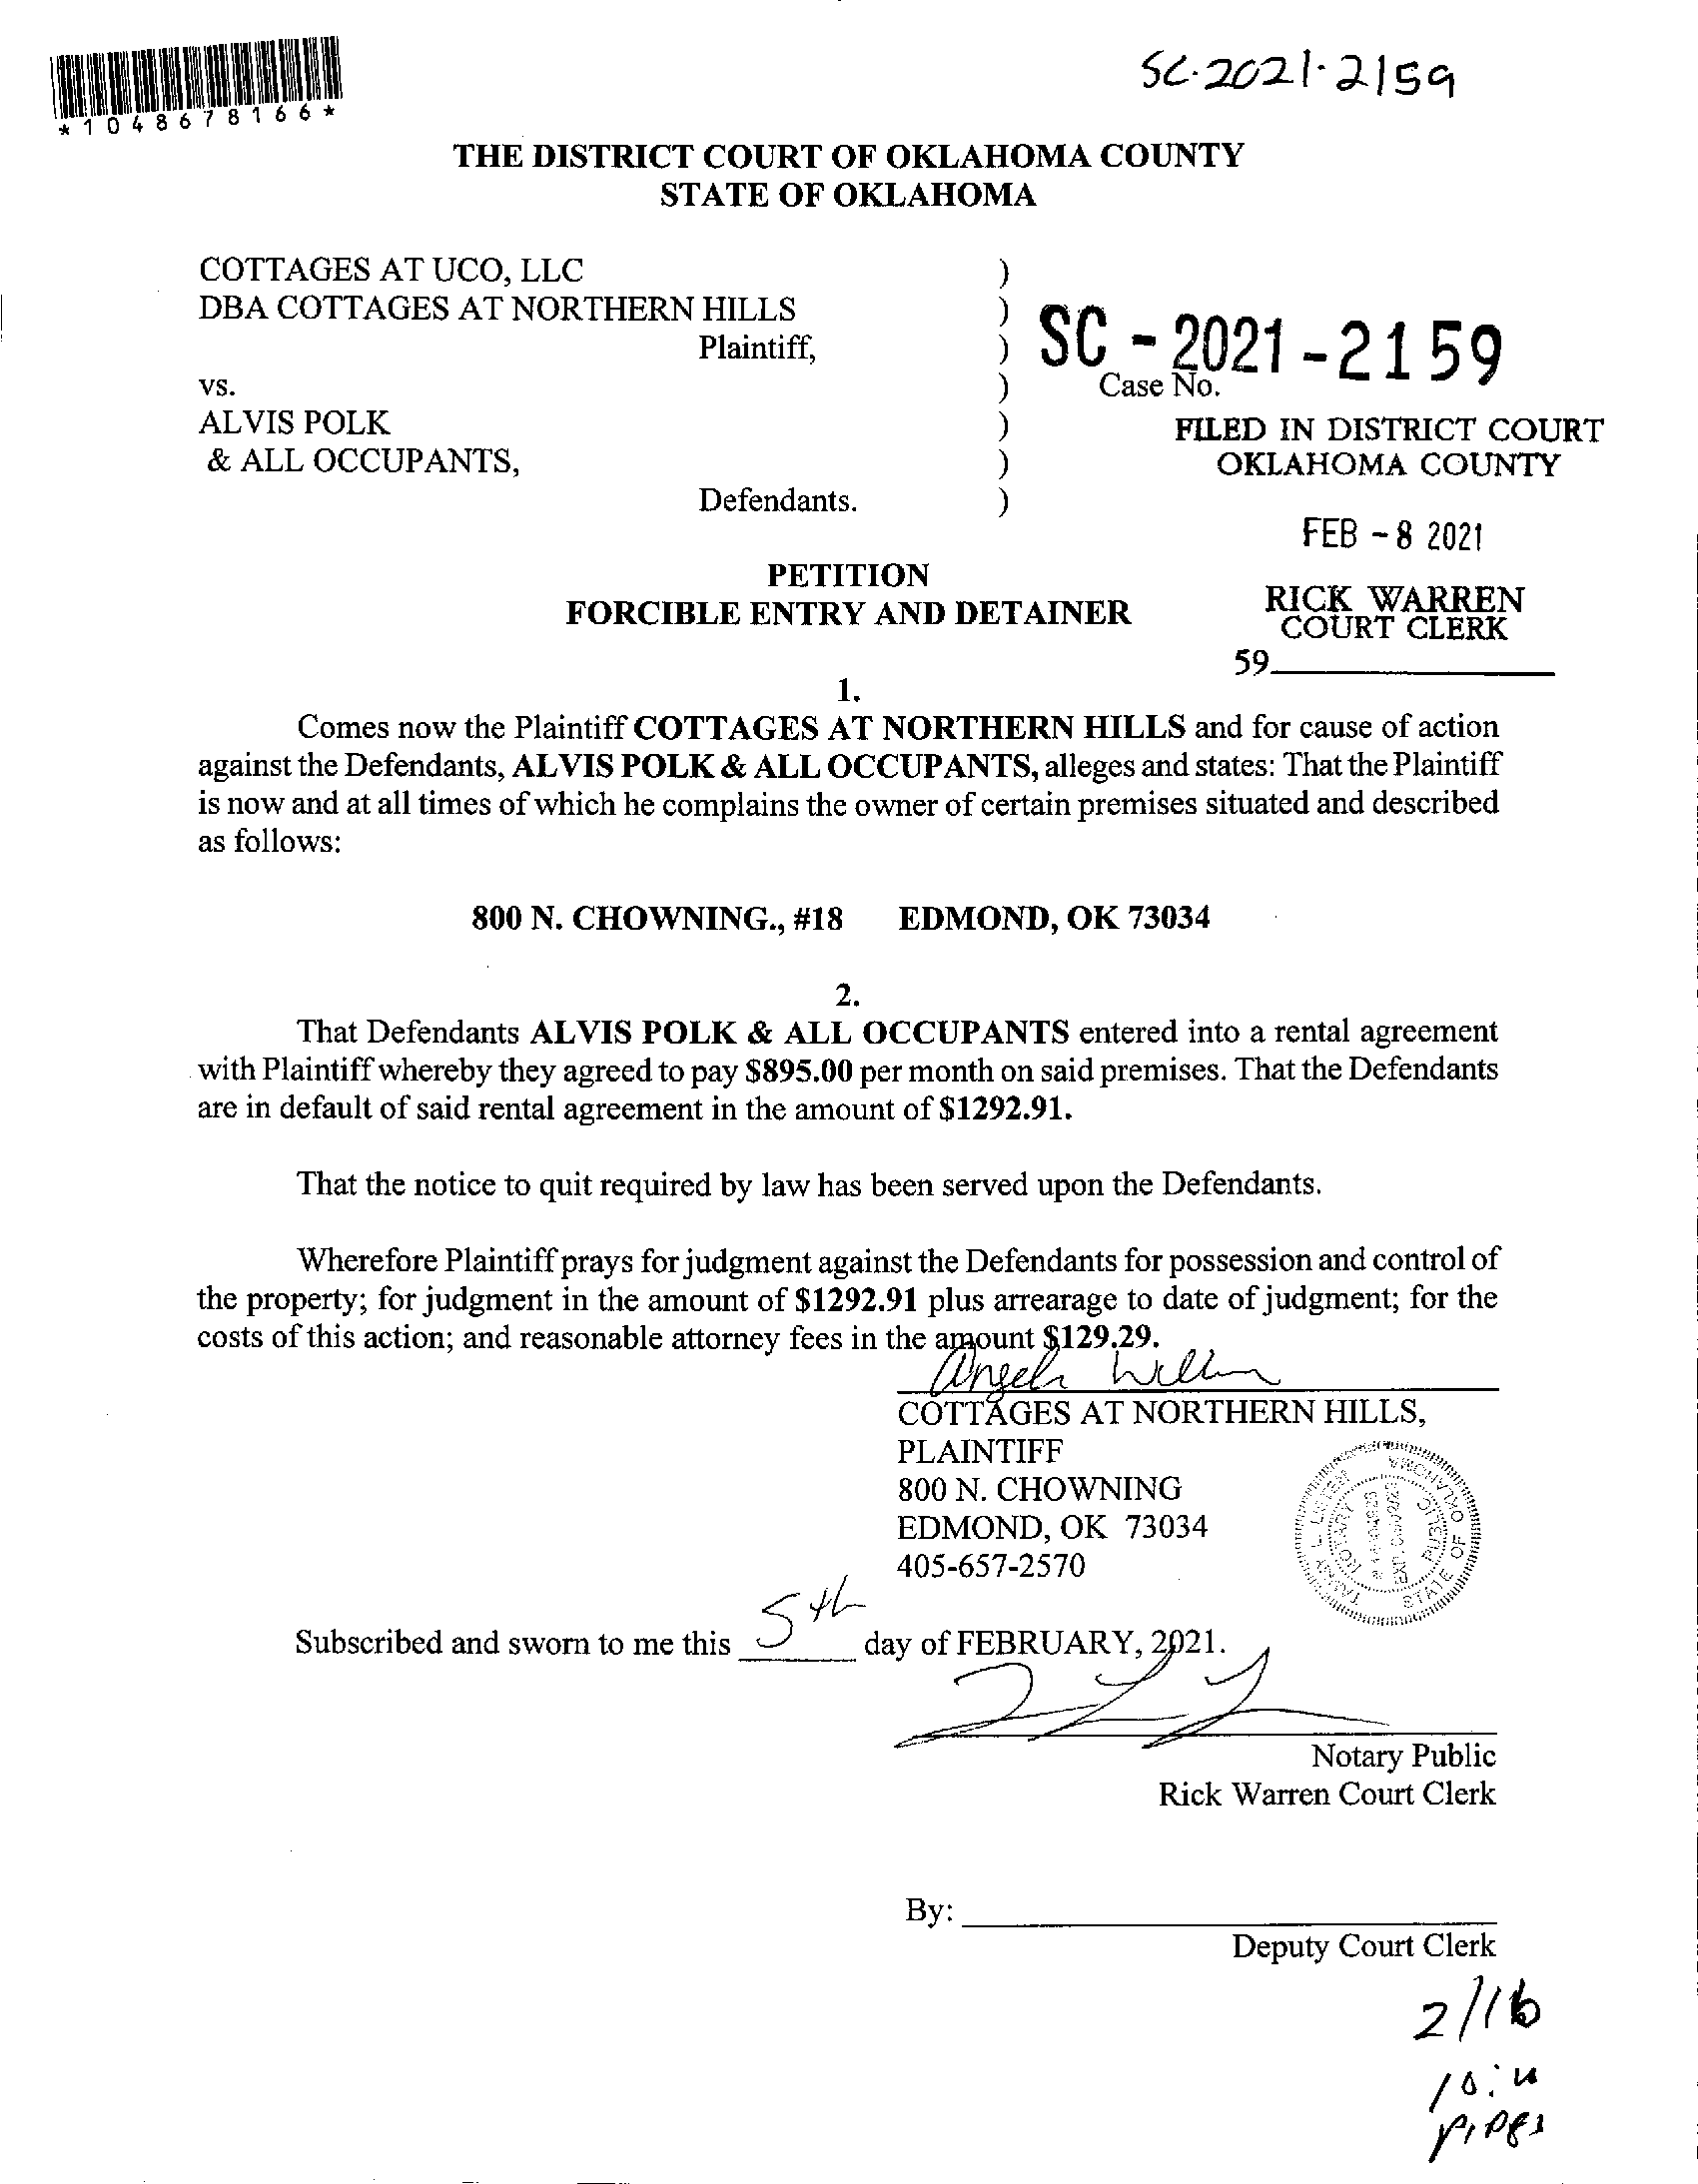 SC-2021-2159
*1048678166*
THE DISTRICT COURT OF OKLAHOMA COUNTY
STATE OF OKLAHOMA
COTTAGES AT UCO, LLC )
DBA COTTAGES AT NORTHERN HILLS )
Plaintiff, ) SC - 2021 - 2159
vs. ) Case No.
ALVIS POLK )
& ALL OCCUPANTS, )
Defendants. )
FILED IN DISTRICT COURT
OKLAHOMA COUNTY
FEB - 8 2021
RICK WARREN
COURT CLERK
59
PETITION
FORCIBLE ENTRY AND DETAINER
1.
Comes now the Plaintiff COTTAGES AT NORTHERN HILLS and for cause of action
against the Defendants, ALVIS POLK & ALL OCCUPANTS, alleges and states: That the Plaintiff
is now and at all times of which he complains the owner of certain premises situated and described
as follows:
800 N. CHOWNING., #18 EDMOND, OK 73034
2.
That Defendants ALVIS POLK & ALL OCCUPANTS entered into a rental agreement
with Plaintiff whereby they agreed to pay $895.00 per month on said premises. That the Defendants
are in default of said rental agreement in the amount of $1292.91.
That the notice to quit required by law has been served upon the Defendants.
Wherefore Plaintiff prays for judgment against the Defendants for possession and control of
the property; for judgment in the amount of $1292.91 plus arrearage to date of judgment; for the
costs of this action; and reasonable attorney fees in the amount $129.29.
COTTAGES AT NORTHERN HILLS,
PLAINTIFF
800 N. CHOWNING
EDMOND, OK 73034
405-657-2570
NOTARY PUBLIC
STATE OF OKLAHOMA
Subscribed and sworn to me this 5th day of FEBRUARY, 2021.
Notary Public
Rick Warren Court Clerk
By:
Deputy Court Clerk
2/16